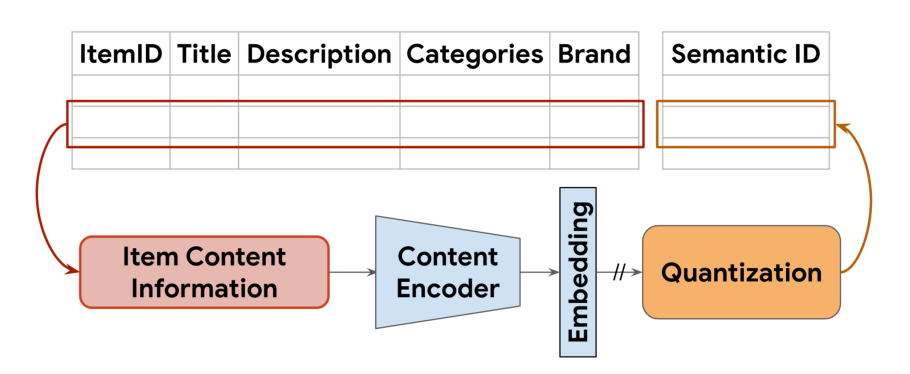 ItemID Title Description Categories Brand Semantic ID
Item Content
Information
Content
Encoder
Embedding
//
Quantization